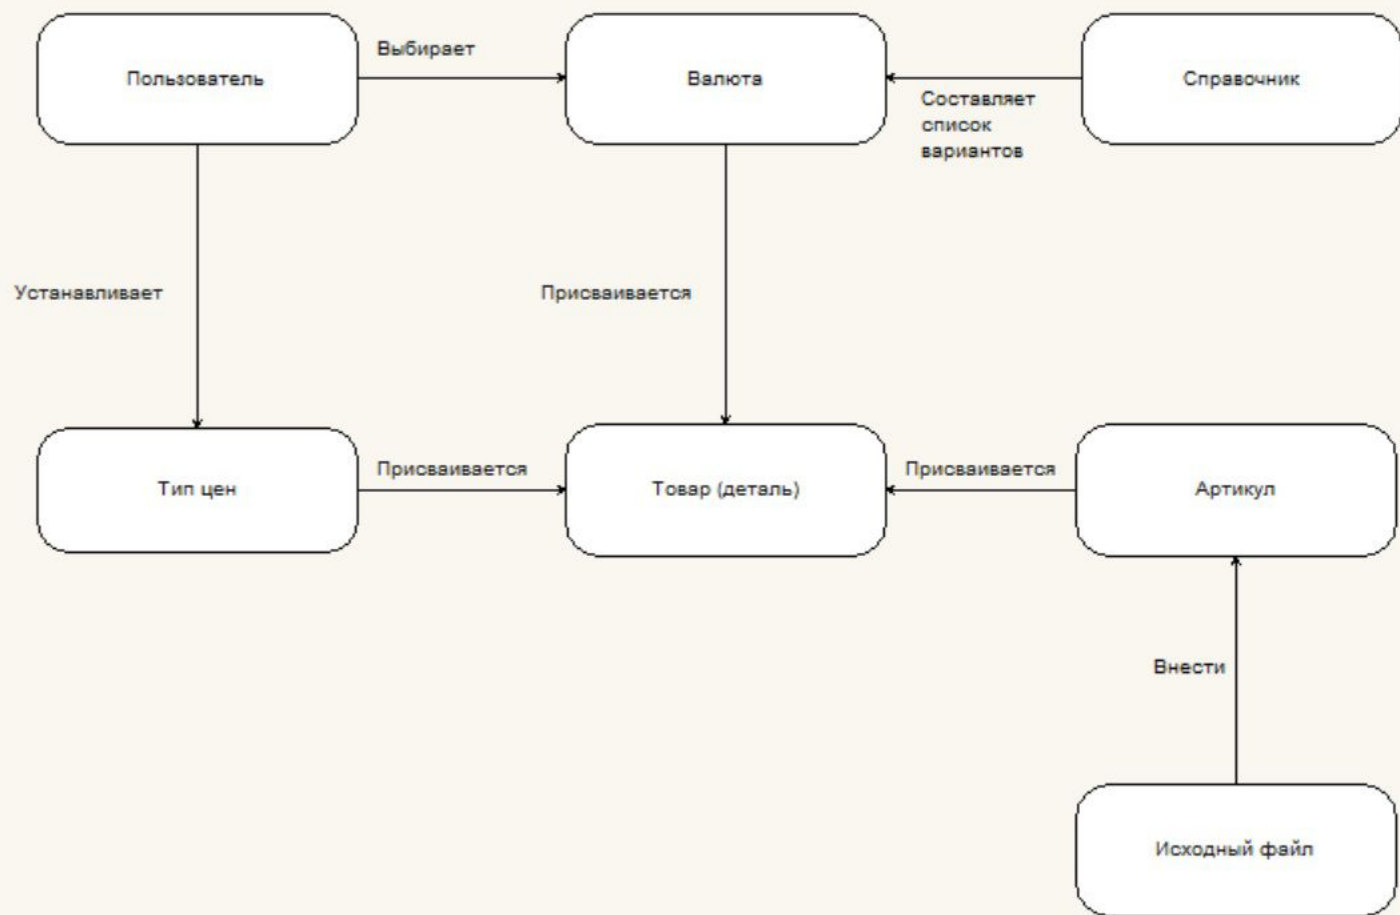 Пользователь
Выбирает
Валюта
Составляет
список
вариантов
Справочник
Устанавливает
Присваивается
Тип цен
Присваивается
Товар (деталь)
Присваивается
Артикул
Внести
Исходный файл